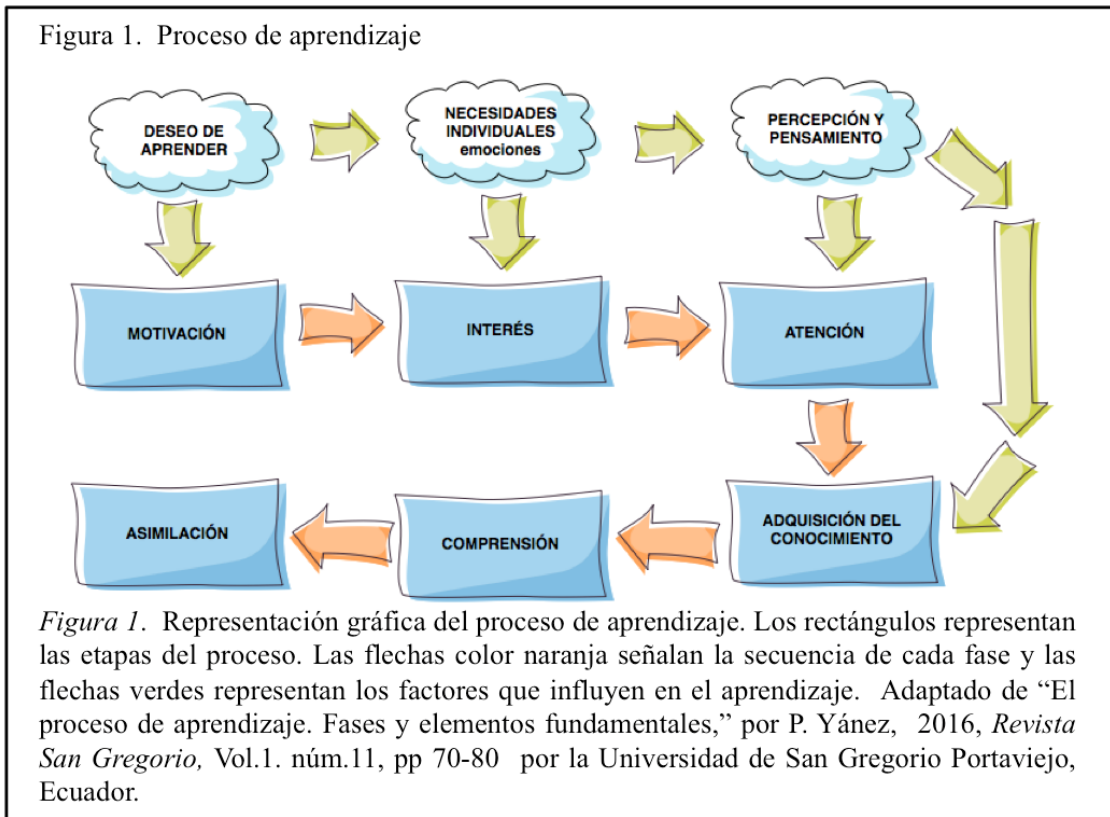 Figura 1. Proceso de aprendizaje
DESEO DE
APRENDER
NECESIDADES
INDIVIDUALES
emociones
PERCEPCIÓN Y
PENSAMIENTO
MOTIVACIÓN
INTERÉS
ATENCIÓN
ASIMILACIÓN
COMPRENSIÓN
ADQUISICIÓN DEL
CONOCIMIENTO
Figura 1. Representación gráfica del proceso de aprendizaje. Los rectángulos representan
las etapas del proceso. Las flechas color naranja señalan la secuencia de cada fase y las
flechas verdes representan los factores que influyen en el aprendizaje. Adaptado de “El
proceso de aprendizaje. Fases y elementos fundamentales,” por P. Yánez, 2016, Revista
San Gregorio, Vol.1. núm.11, pp 70-80 por la Universidad de San Gregorio Portaviejo,
Ecuador.